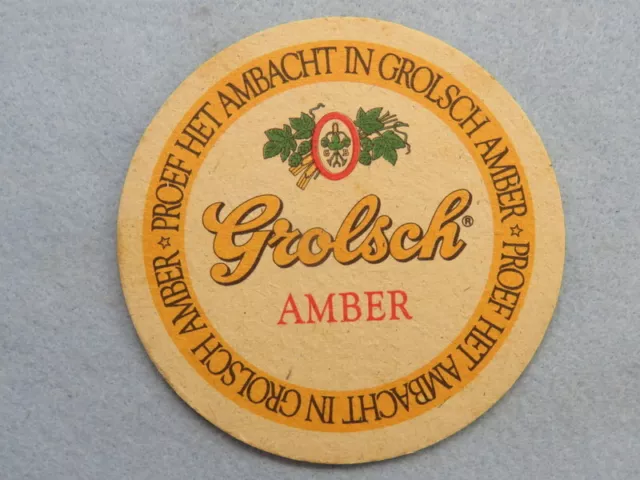 PROEF HET AMBACHT IN GROLSCH AMBER ☆ PROEF HET AMBACHT IN GROLSCH AMBER ☆
Grolsch®
AMBER